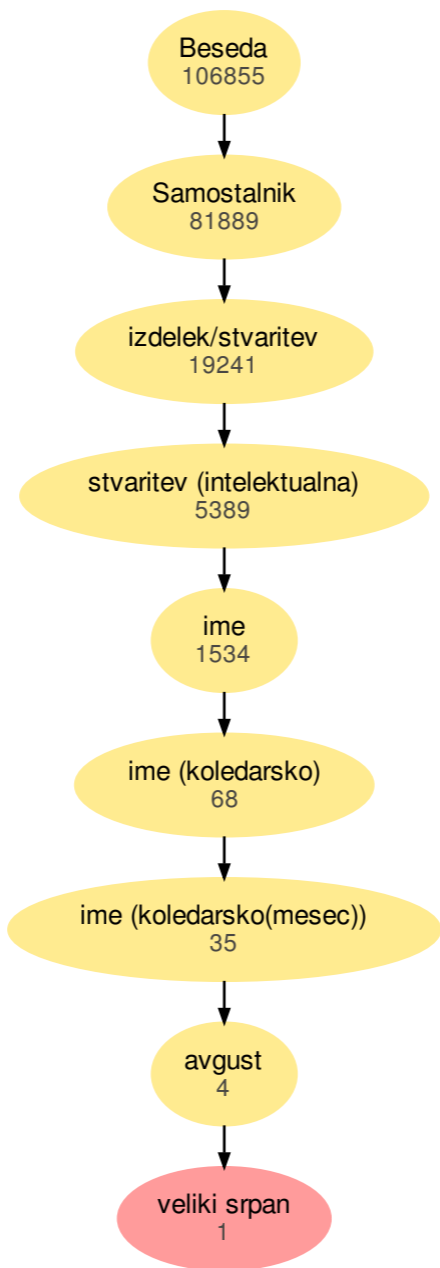 Beseda
106855
Samostalnik
81889
izdelek/stvaritev
19241
stvaritev (intelektualna)
5389
ime
1534
ime (koledarsko)
68
ime (koledarsko(mesec))
35
avgust
4
veliki srpan
1